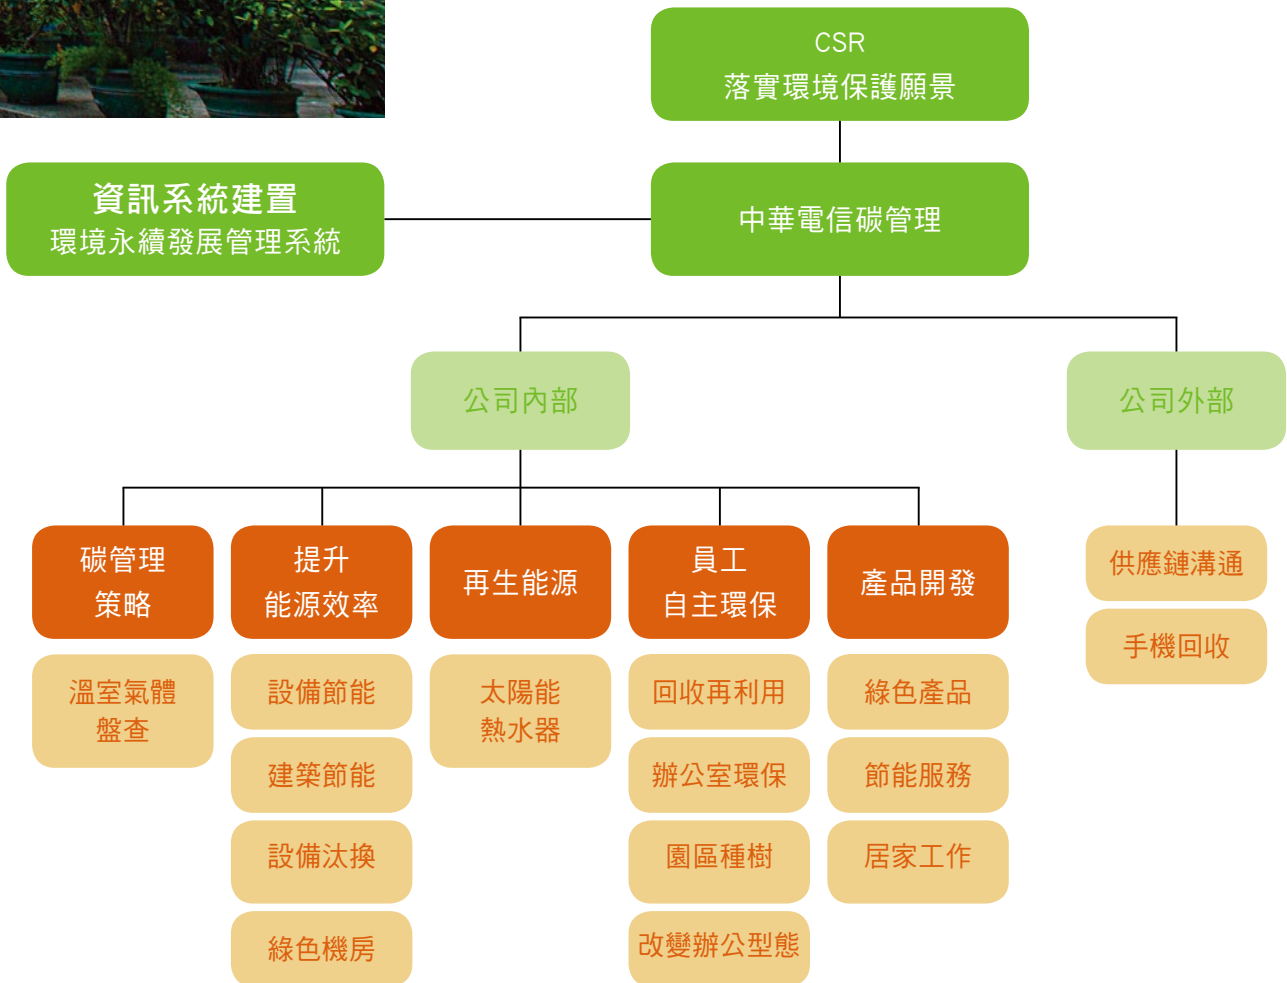 CSR
落實環境保護願景
資訊系統建置
環境永續發展管理系統
中華電信碳管理
公司內部
公司外部
碳管理
策略
提升
能源效率
再生能源
員工
自主環保
產品開發
供應鏈溝通
手機回收
溫室氣體
盤查
設備節能
建築節能
設備汰換
綠色機房
太陽能
熱水器
回收再利用
辦公室環保
園區種樹
改變辦公型態
綠色產品
節能服務
居家工作